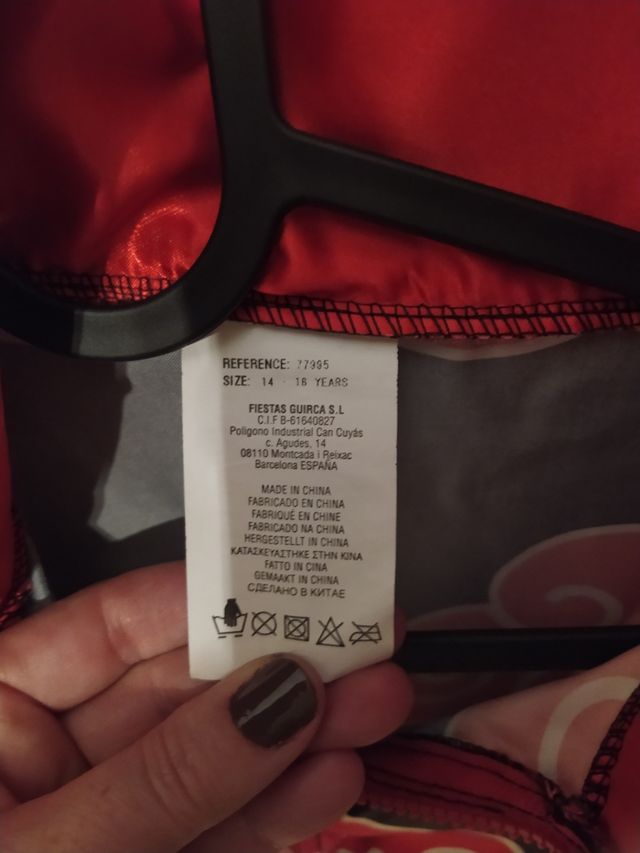 REFERENCE: 77995
SIZE: 14 - 16 YEARS
FIESTAS GUIRCA S.L
C.I.F B-61640827
Poligono Industrial Can Cuyás
c. Agudes, 14
08110 Montcada i Reixac
Barcelona ESPAÑA
MADE IN CHINA
FABRICADO EN CHINA
FABRIQUÉ EN CHINE
FABRICADO NA CHINA
HERGESTELLT IN CHINA
ΚΑΤΑΣΚΕΥΑΣΤΗΚΕ ΣΤΗΝ ΚΙΝΑ
FATTO IN CINA
GEMAAKT IN CHINA
СДЕЛАНО В КИТАЕ